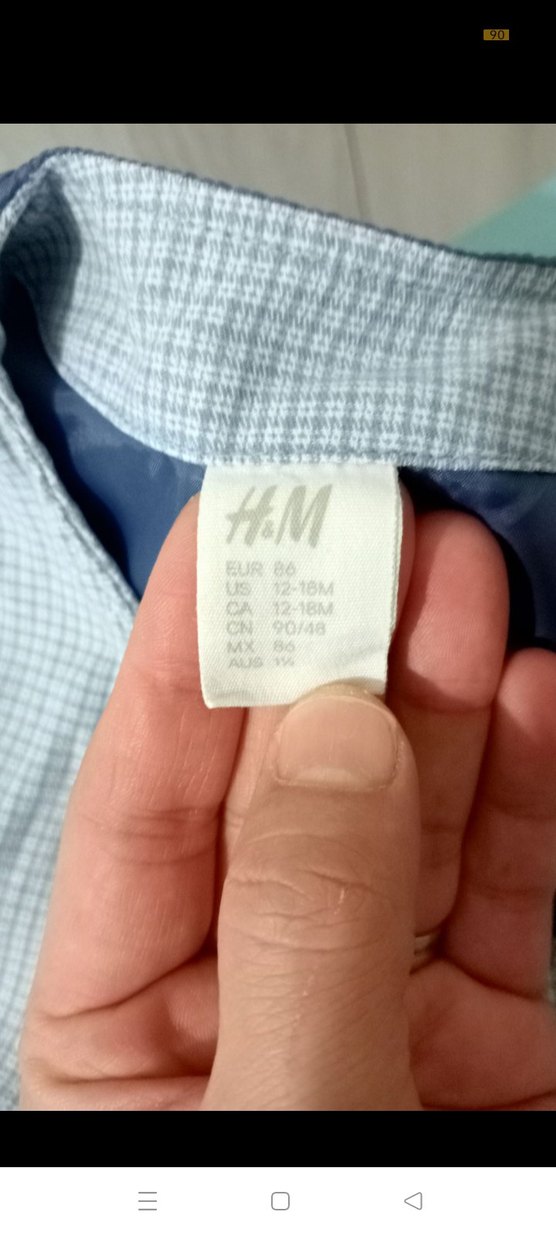 90
H&M
EUR 86
US 12-18M
CA 12-18M
CN 90/48
MX 86
AUS 1½